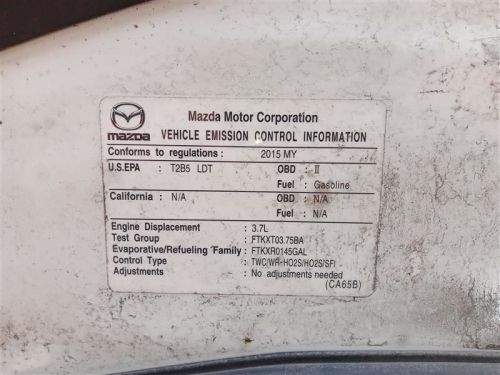 Mazda Motor Corporation
mazda VEHICLE EMISSION CONTROL INFORMATION
Conforms to regulations : 2015 MY
U.S.EPA : T2B5 LDT OBD : II
Fuel : Gasoline
California : N/A OBD : N/A
Fuel : N/A
Engine Displacement : 3.7L
Test Group : FTKXT03.75BA
Evaporative/Refueling Family : FTKXR0145GAL
Control Type : TWC/WR-HO2S/HO2S/SFI
Adjustments : No adjustments needed
(CA65B)